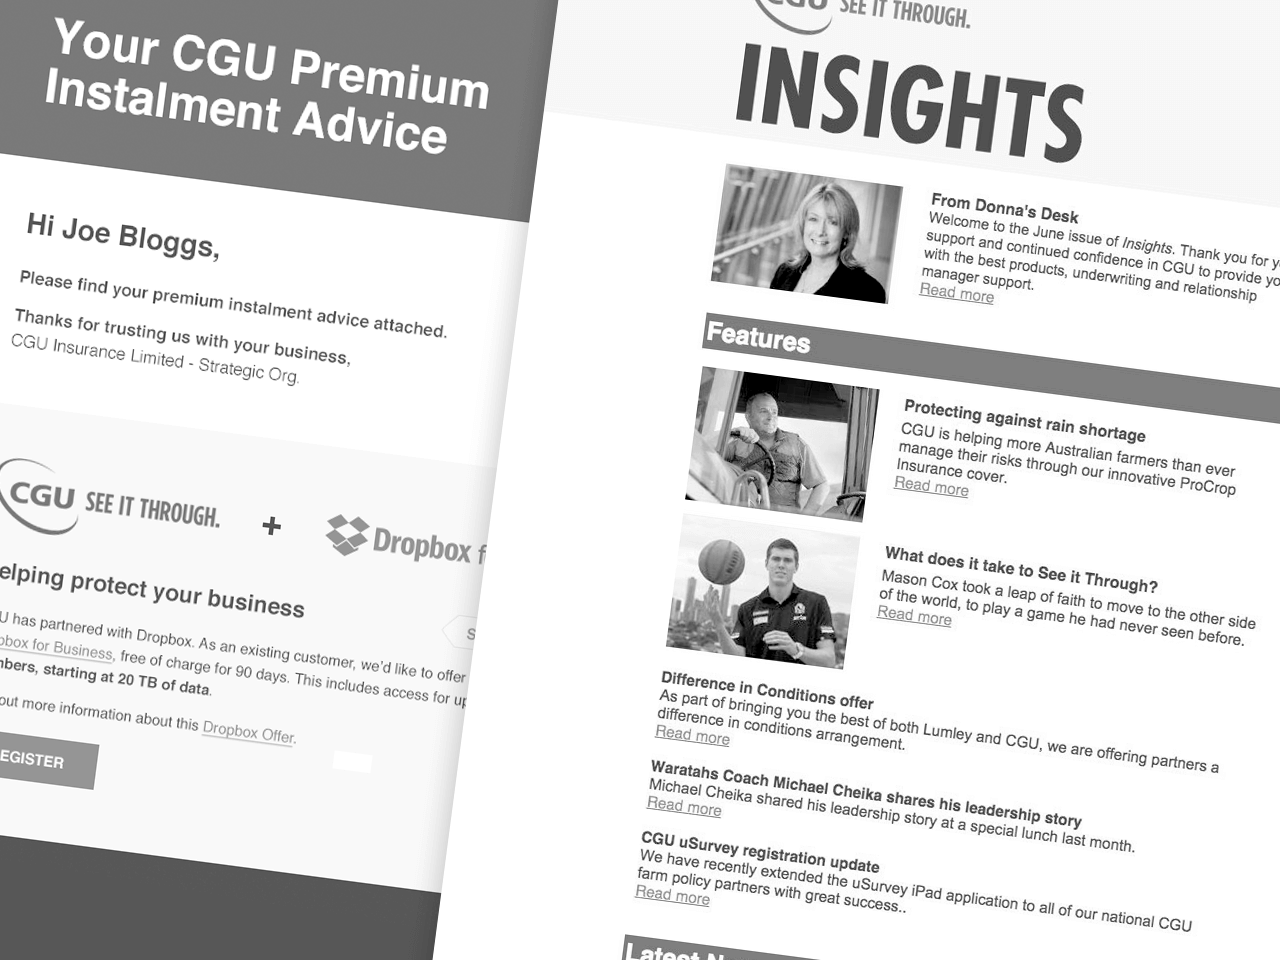 Your CGU Premium
Instalment Advice
Hi Joe Bloggs,
Please find your premium instalment advice attached.
Thanks for trusting us with your business,
CGU Insurance Limited - Strategic Org.
CGU SEE IT THROUGH.
+
Dropbox f
elping protect your business
U has partnered with Dropbox. As an existing customer, we'd like to offer
pbox for Business, free of charge for 90 days. This includes access for up
nbers, starting at 20 TB of data.
out more information about this Dropbox Offer.
EGISTER
S
CGU SEE IT THROUGH.
INSIGHTS
From Donna's Desk
Welcome to the June issue of Insights. Thank you for y
support and continued confidence in CGU to provide yo
with the best products, underwriting and relationship
manager support.
Read more
Features
Protecting against rain shortage
CGU is helping more Australian farmers than ever
manage their risks through our innovative ProCrop
Insurance cover.
Read more
What does it take to See it Through?
Mason Cox took a leap of faith to move to the other side
of the world, to play a game he had never seen before.
Read more
Difference in Conditions offer
As part of bringing you the best of both Lumley and CGU, we are offering partners a
difference in conditions arrangement.
Read more
Waratahs Coach Michael Cheika shares his leadership story
Michael Cheika shared his leadership story at a special lunch last month.
Read more
CGU uSurvey registration update
We have recently extended the uSurvey iPad application to all of our national CGU
farm policy partners with great success..
Read more
Latest N